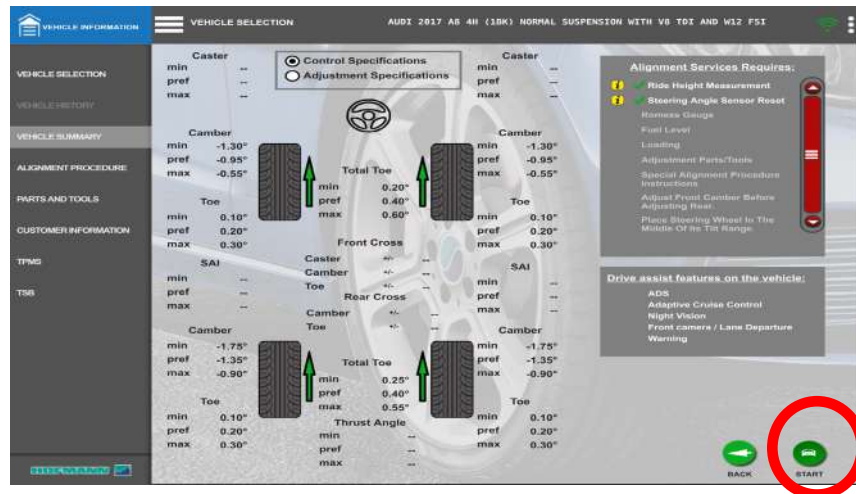 VEHICLE INFORMATION
VEHICLE SELECTION
AUDI 2017 A8 4H (1BK) NORMAL SUSPENSION WITH V8 TDI AND W12 FSI
VEHICLE SELECTION
VEHICLE HISTORY
VEHICLE SUMMARY
ALIGNMENT PROCEDURE
PARTS AND TOOLS
CUSTOMER INFORMATION
TPMS
TSB
Control Specifications
Adjustment Specifications
Caster
min --
pref --
max --
Caster
min --
pref --
max --
Camber
min -1.30°
pref -0.95°
max -0.55°
Total Toe
min 0.20°
pref 0.40°
max 0.60°
Camber
min -1.30°
pref -0.95°
max -0.55°
Toe
min 0.10°
pref 0.20°
max 0.30°
Toe
min 0.10°
pref 0.20°
max 0.30°
Front Cross
Caster +/- --
Camber +/- --
Toe +/- --
SAI
min --
pref --
max --
SAI
min --
pref --
max --
Rear Cross
Camber +/- --
Toe +/- --
Camber
min -1.75°
pref -1.35°
max -0.90°
Total Toe
min 0.25°
pref 0.40°
max 0.55°
Camber
min -1.75°
pref -1.35°
max -0.90°
Toe
min 0.10°
pref 0.20°
max 0.30°
Thrust Angle
min --
pref --
max --
Toe
min 0.10°
pref 0.20°
max 0.30°
Alignment Services Requires:
Ride Height Measurement
Steering Angle Sensor Reset
Romess Gauge
Fuel Level
Loading
Adjustment Parts/Tools
Special Alignment Procedure
Instructions
Adjust Front Camber Before
Adjusting Rear.
Place Steering Wheel In The
Middle Of Its Tilt Range.
Drive assist features on the vehicle:
ADS
Adaptive Cruise Control
Night Vision
Front camera / Lane Departure
Warning
HOFMANN
BACK
START